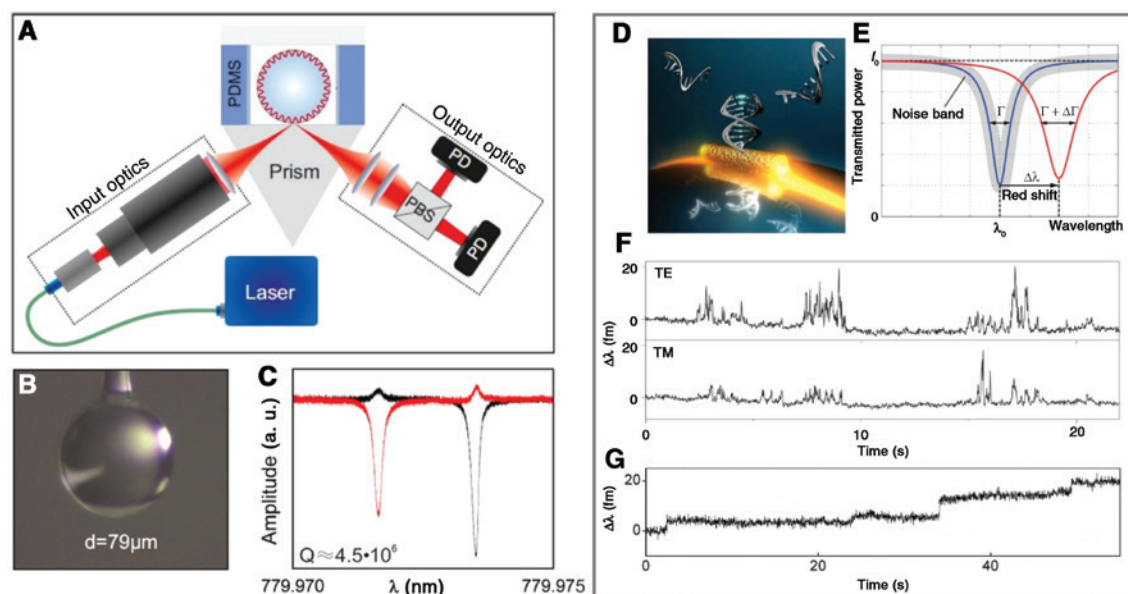 A
PDMS
Prism
Input optics
Output optics
PD
PBS
PD
Laser
B
d=79µm
C
Amplitude (a. u.)
Q≈4.5•10⁶
779.970
λ (nm)
779.975
D
E
I₀
Transmitted power
Noise band
Γ
Γ + ΔΓ
Δλ
Red shift
0
λ₀
Wavelength
F
TE
20
0
Δλ (fm)
TM
20
0
0
10
20
Time (s)
G
20
0
Δλ (fm)
20
40
Time (s)